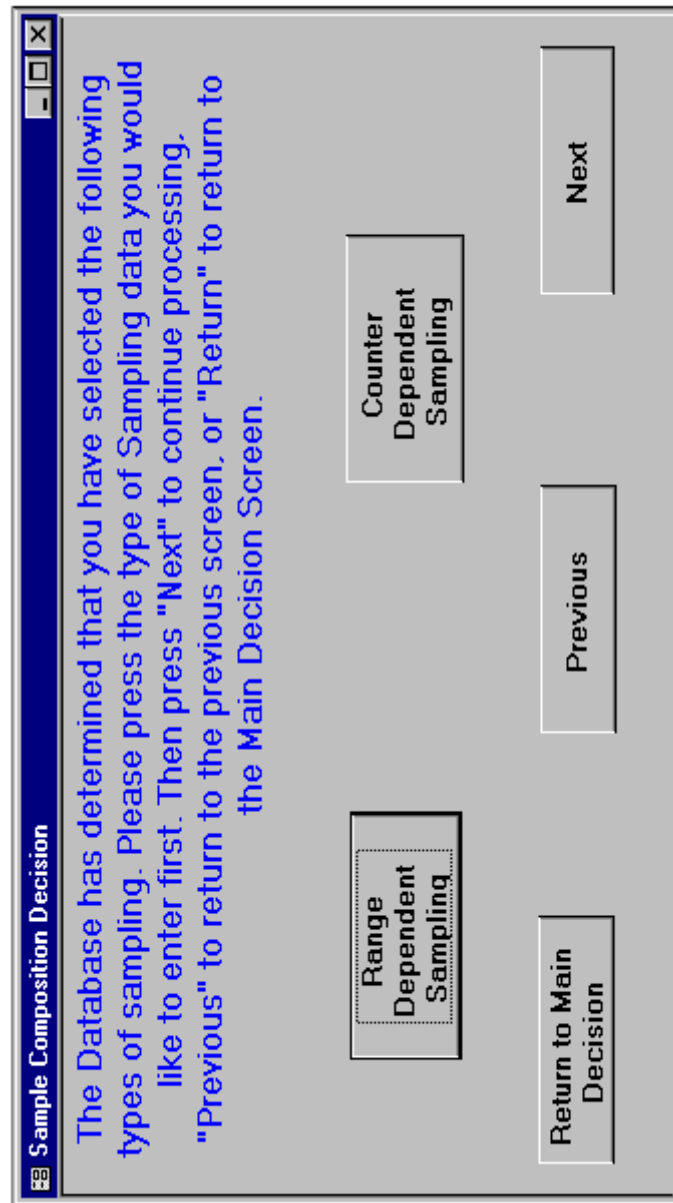 Sample Composition Decision
The Database has determined that you have selected the following
types of sampling. Please press the type of Sampling data you would
like to enter first. Then press "Next" to continue processing,
"Previous" to return to the previous screen, or "Return" to return to
the Main Decision Screen.
Range
Dependent
Sampling
Counter
Dependent
Sampling
Return to Main
Decision
Previous
Next